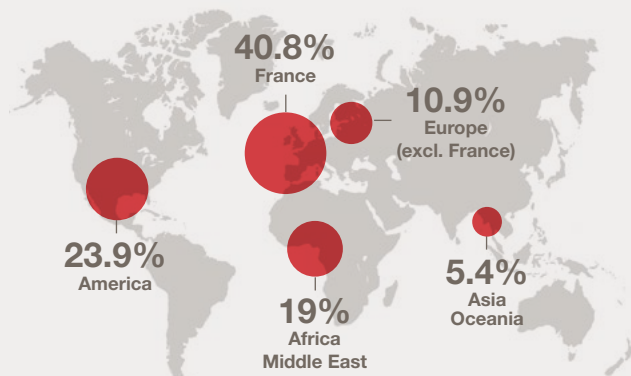 40.8%
France
10.9%
Europe
(excl. France)
23.9%
America
19%
Africa
Middle East
5.4%
Asia
Oceania